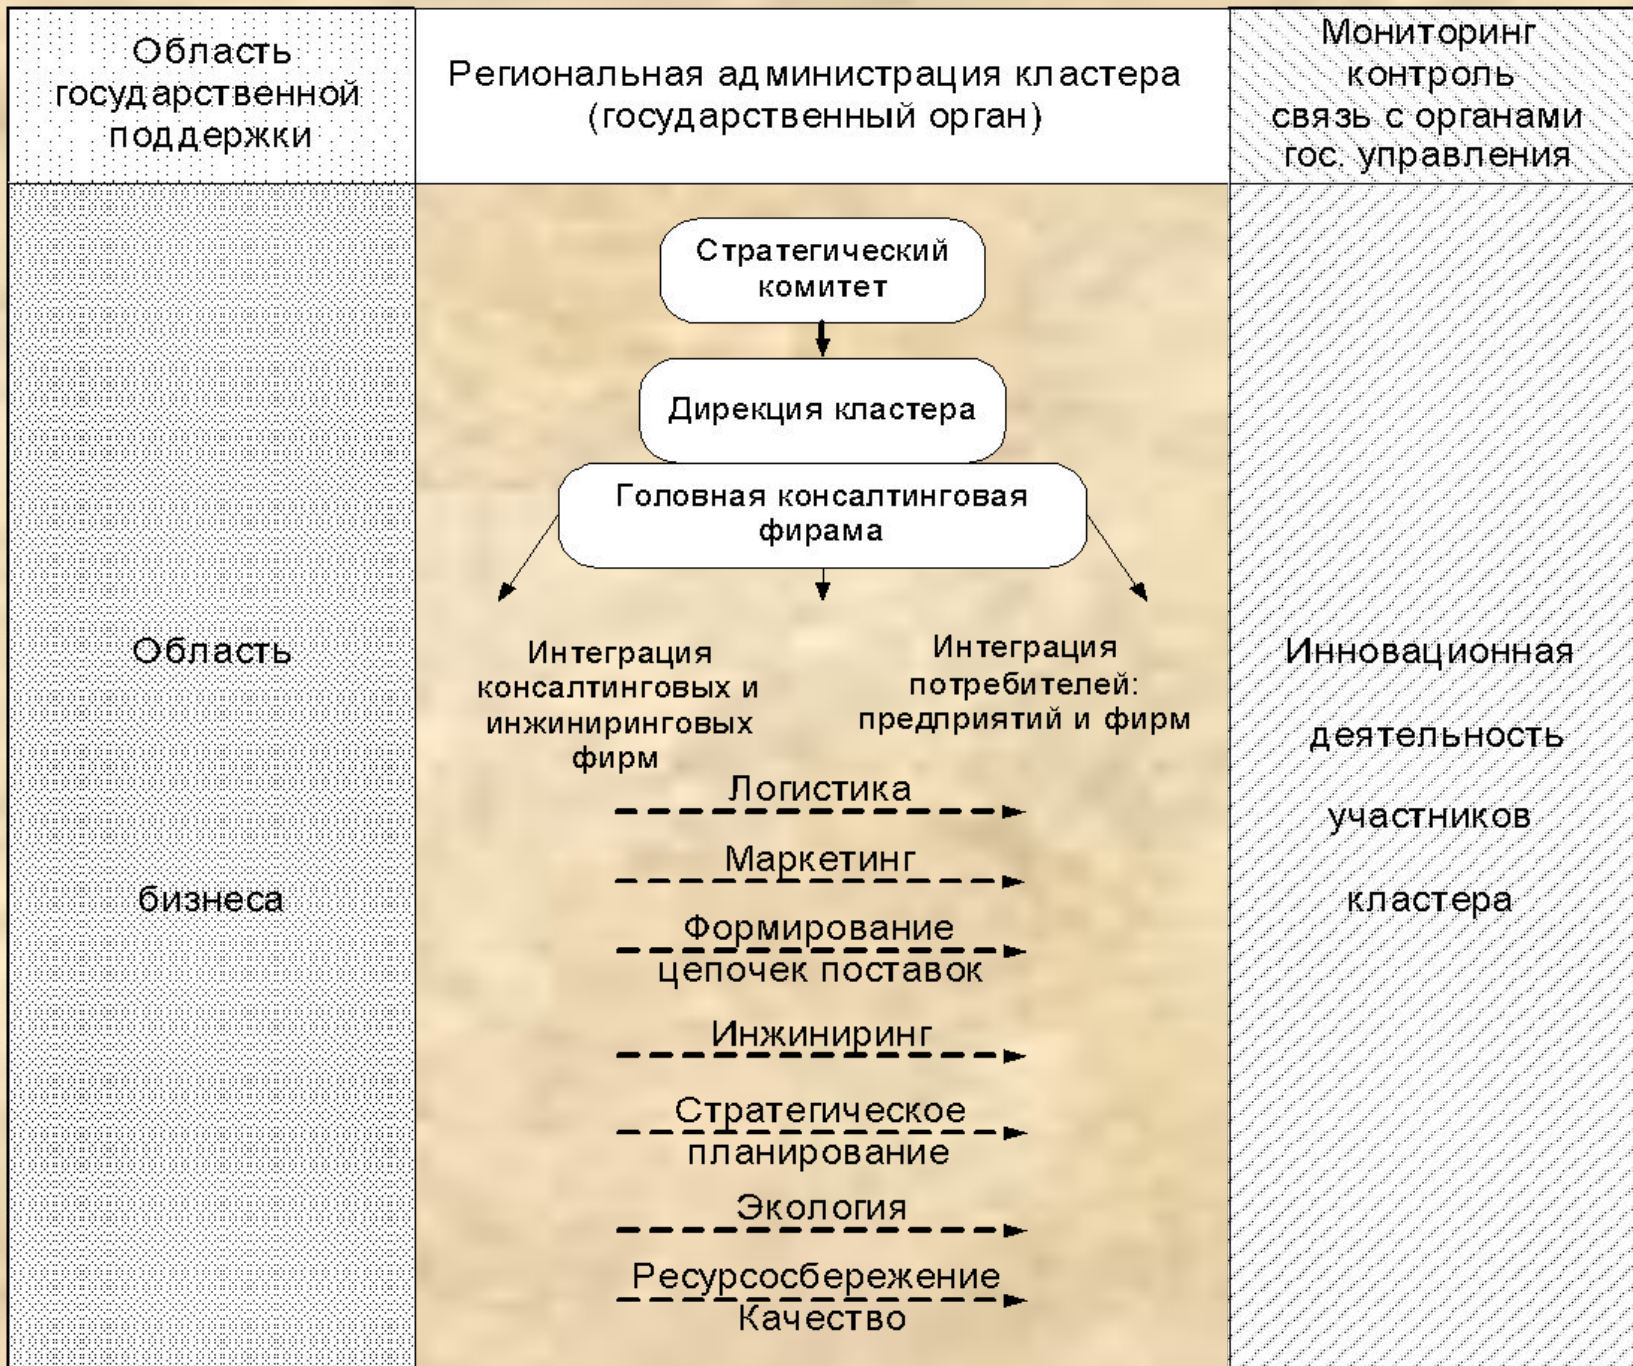 Область
государственной
поддержки
Региональная администрация кластера
(государственный орган)
Мониторинг
контроль
связь с органами
гос. управления
Стратегический
комитет
Дирекция кластера
Головная консалтинговая
фирама
Область
бизнеса
Интеграция
консалтинговых и
инжиниринговых
фирм
Интеграция
потребителей:
предприятий и фирм
Логистика
Маркетинг
Формирование
цепочек поставок
Инжиниринг
Стратегическое
планирование
Экология
Ресурсосбережение
Качество
Инновационная
деятельность
участников
кластера